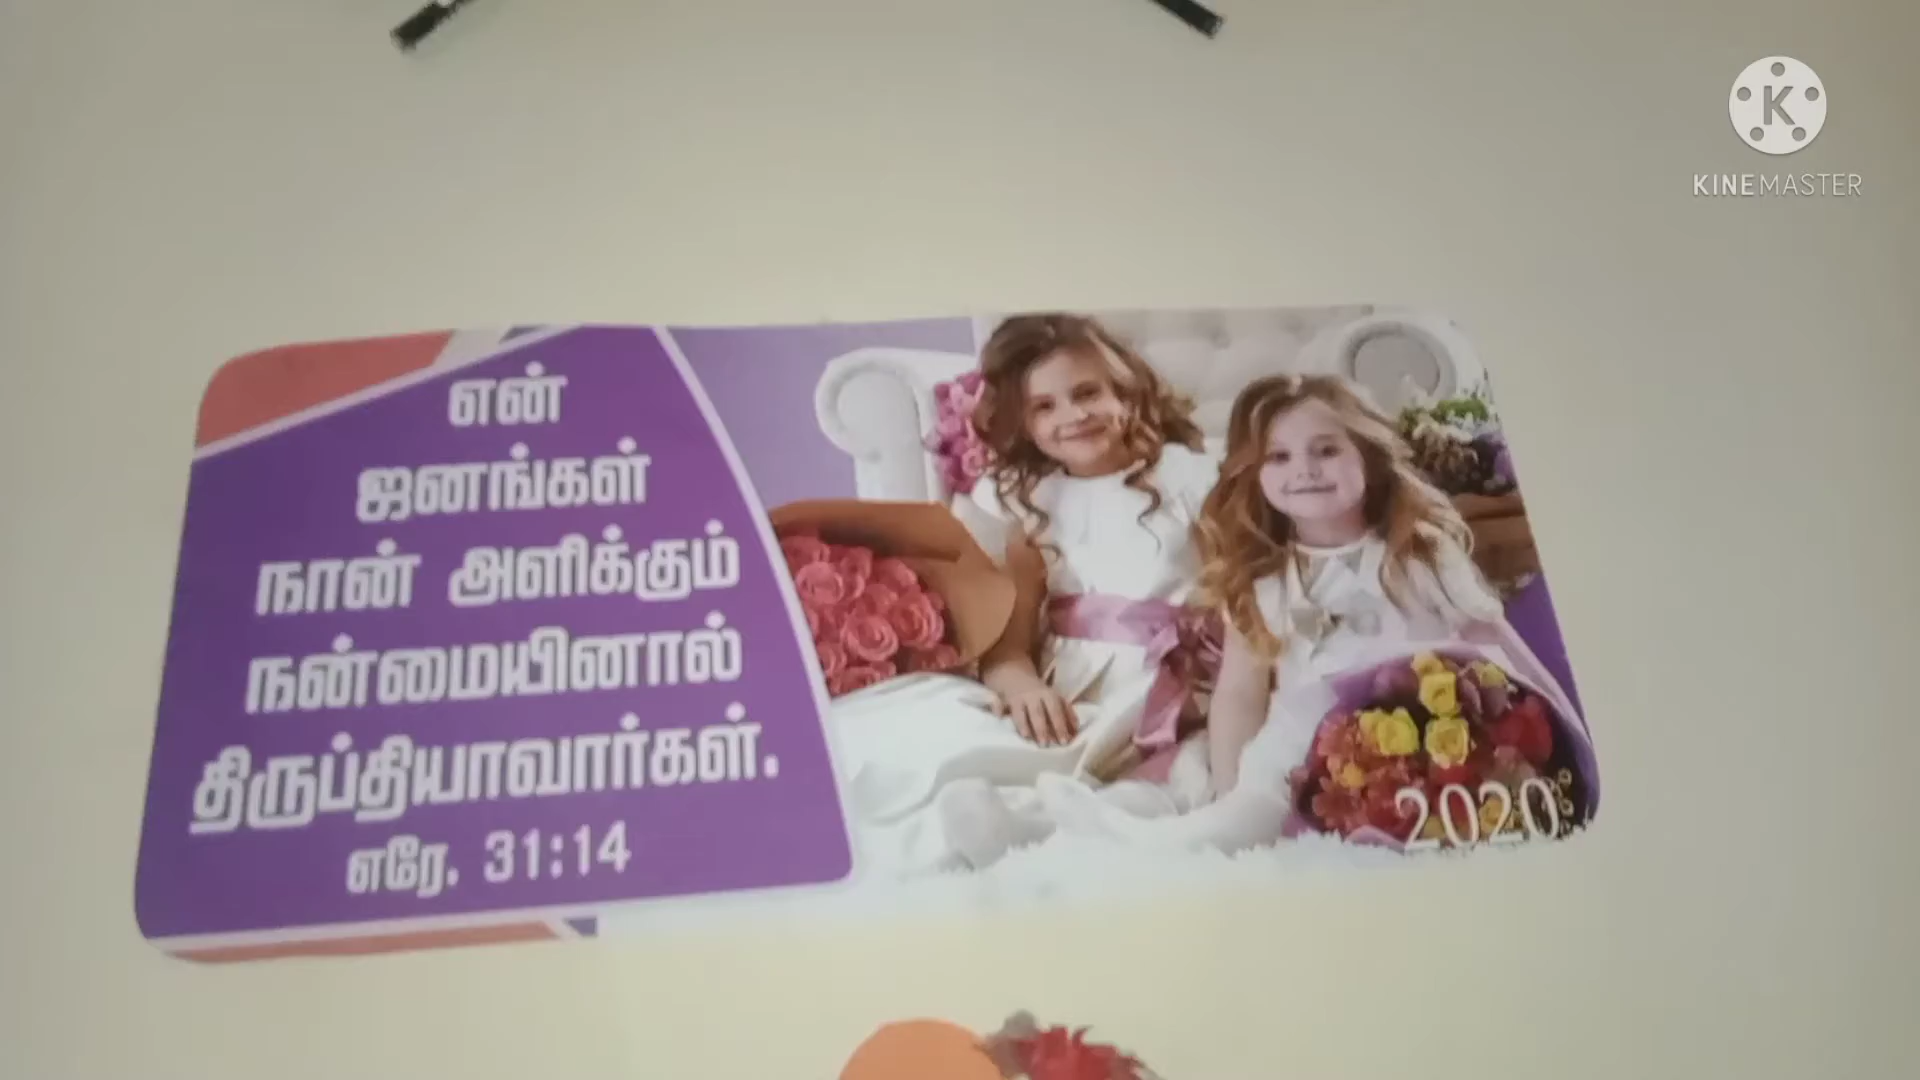 KINEMASTER
என்
ஜனங்கள்
நான் அளிக்கும்
நன்மையினால்
திருப்தியாவார்கள்.
எரே. 31:14
2020